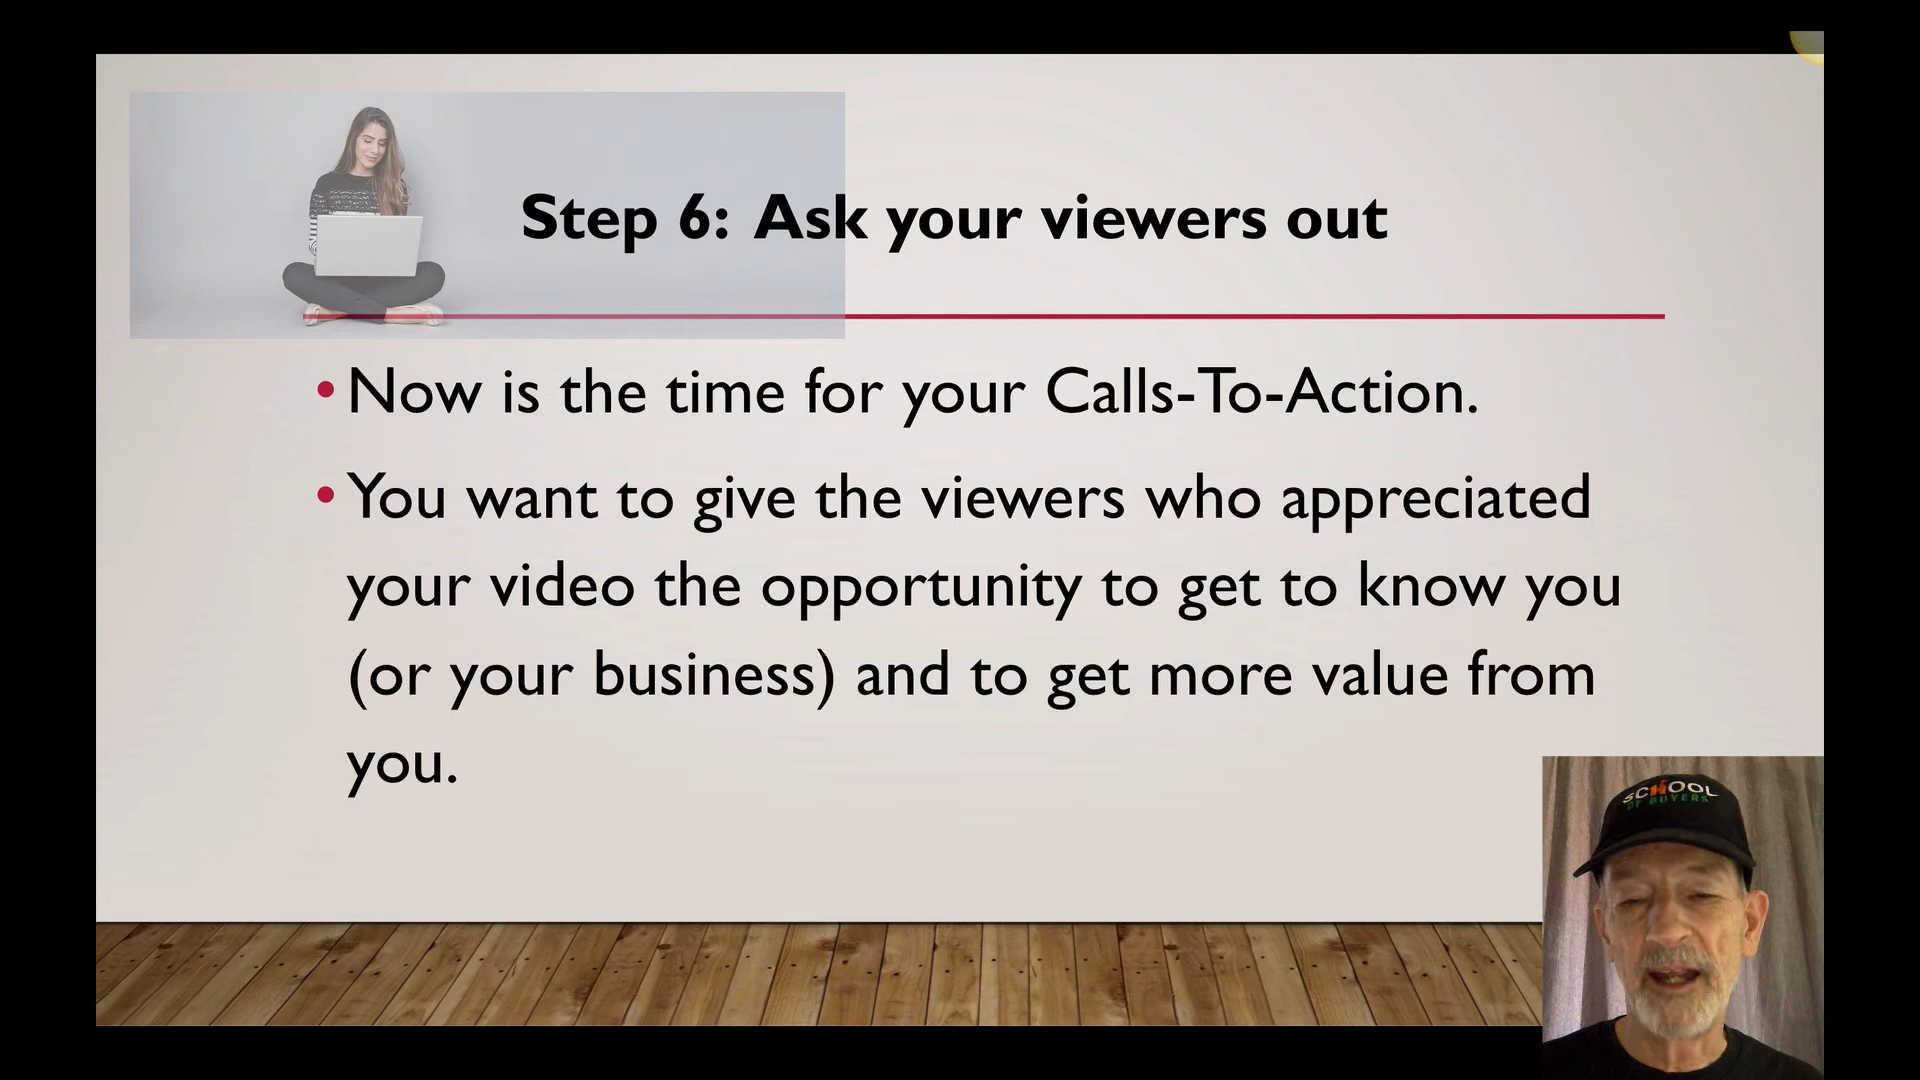 Step 6: Ask your viewers out
• Now is the time for your Calls-To-Action.
• You want to give the viewers who appreciated
your video the opportunity to get to know you
(or your business) and to get more value from
you.
SCHOOL
OF BUYERS